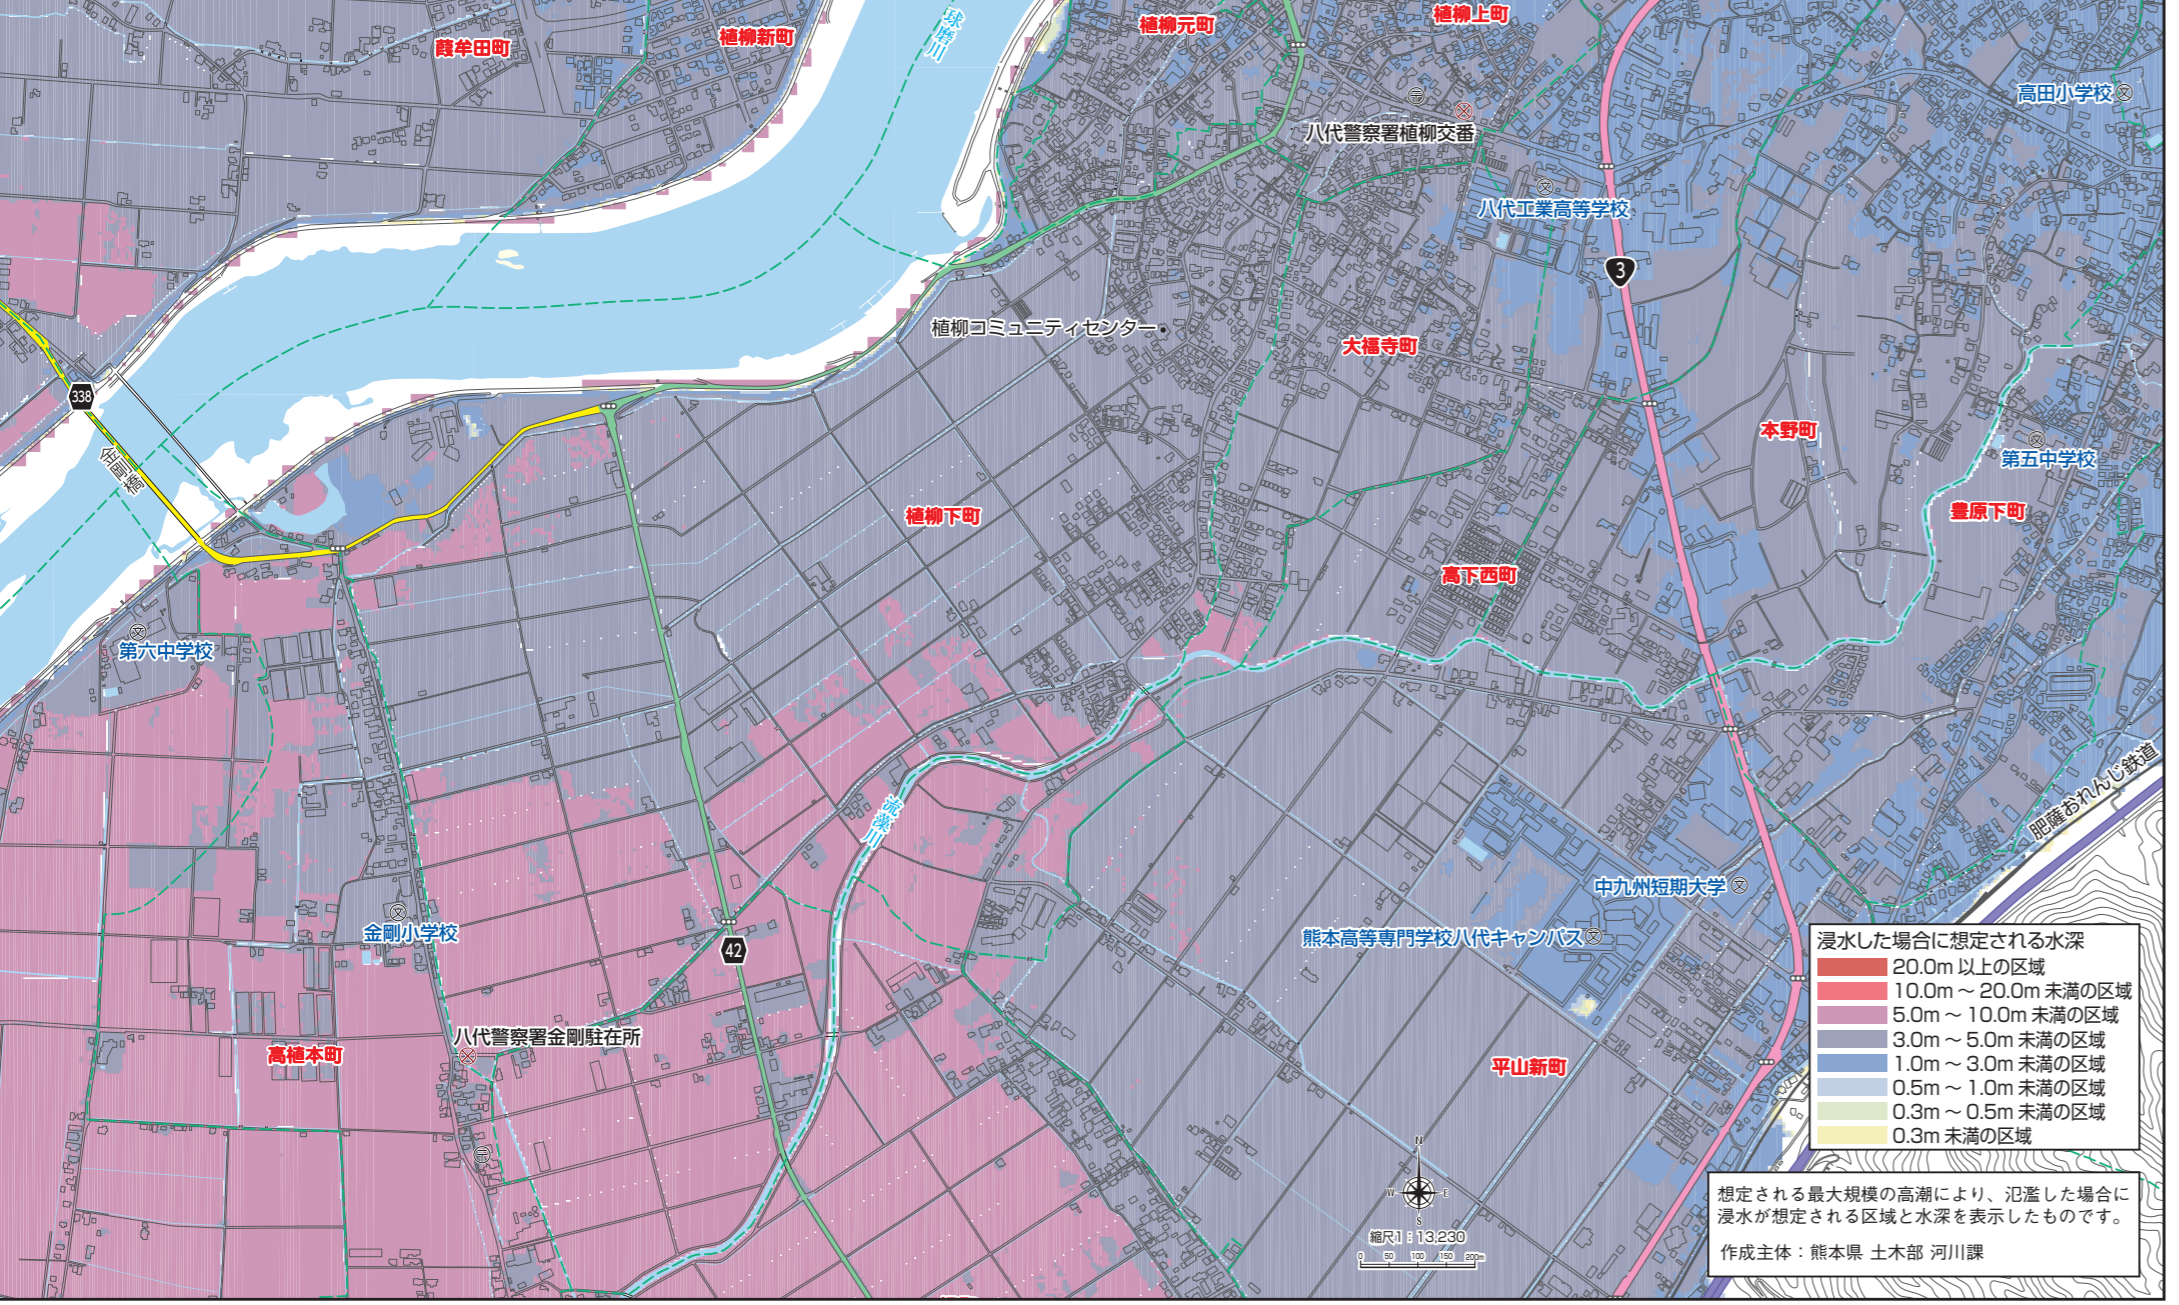 葭牟田町
植柳新町
球磨川
植柳元町
植柳上町
高田小学校
八代警察署植柳交番
八代工業高等学校
3
植柳コミュニティセンター
大福寺町
338
金剛橋
本野町
第五中学校
植柳下町
豊原下町
高下西町
第六中学校
肥薩おれんじ鉄道
流藻川
中九州短期大学
金剛小学校
熊本高等専門学校八代キャンパス
42
八代警察署金剛駐在所
高植本町
平山新町
浸水した場合に想定される水深
20.0m 以上の区域
10.0m ～ 20.0m 未満の区域
5.0m ～ 10.0m 未満の区域
3.0m ～ 5.0m 未満の区域
1.0m ～ 3.0m 未満の区域
0.5m ～ 1.0m 未満の区域
0.3m ～ 0.5m 未満の区域
0.3m 未満の区域
N
W E
S
縮尺1：13,230
0 50 100 150 200m
想定される最大規模の高潮により、氾濫した場合に
浸水が想定される区域と水深を表示したものです。
作成主体：熊本県 土木部 河川課